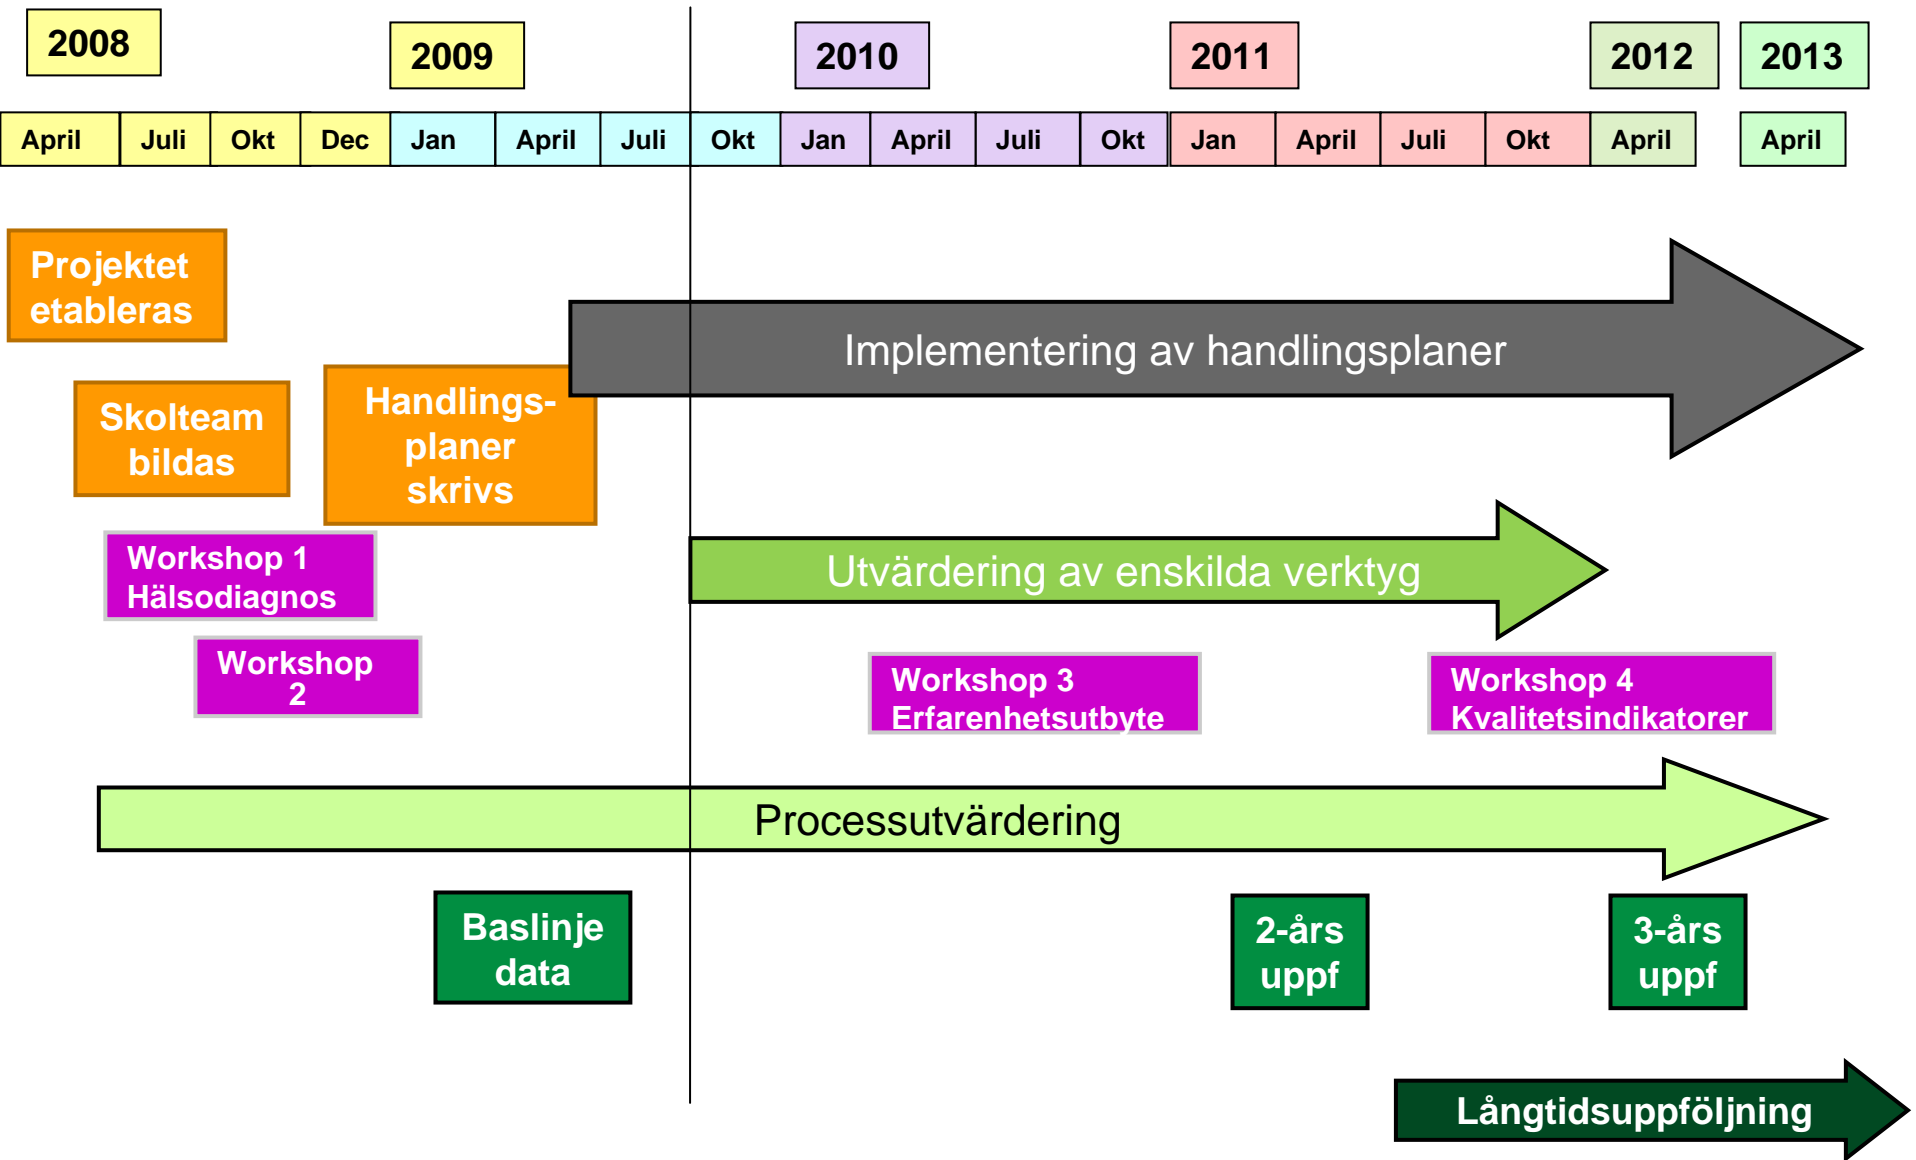 2008
2009
2010
2011
2012
2013
April Juli Okt Dec Jan April Juli Okt Jan April Juli Okt Jan April Juli Okt April April
Projektet
etableras
Implementering av handlingsplaner
Skolteam
bildas
Handlings-
planer
skrivs
Workshop 1
Hälsodiagnos
Utvärdering av enskilda verktyg
Workshop
2
Workshop 3
Erfarenhetsutbyte
Workshop 4
Kvalitetsindikatorer
Processutvärdering
Baslinje
data
2-års
uppf
3-års
uppf
Långtidsuppföljning